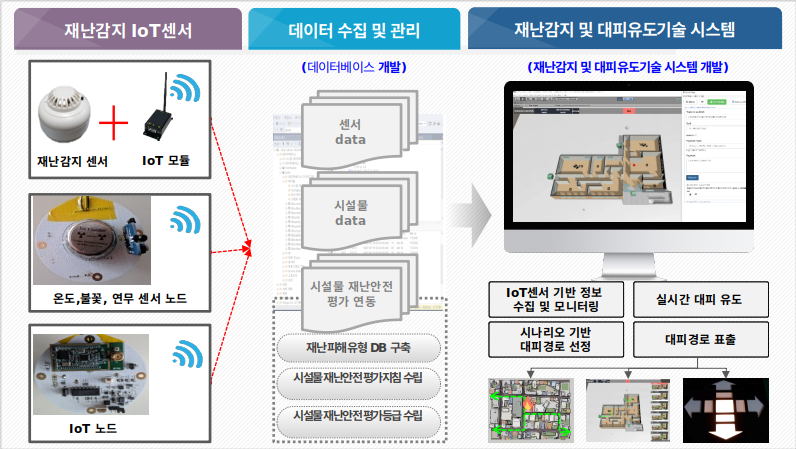 재난감지 IoT센서
데이터 수집 및 관리
재난감지 및 대피유도기술 시스템
재난감지 센서
IoT 모듈
온도,불꽃, 연무 센서 노드
IoT 노드
(데이터베이스 개발)
센서
data
시설물
data
시설물 재난안전
평가 연동
재난피해유형 DB 구축
시설물 재난안전 평가지침 수립
시설물 재난안전 평가등급 수립
(재난감지 및 대피유도기술 시스템 개발)
IoT센서 기반 정보
수집 및 모니터링
실시간 대피 유도
시나리오 기반
대피경로 선정
대피경로 표출